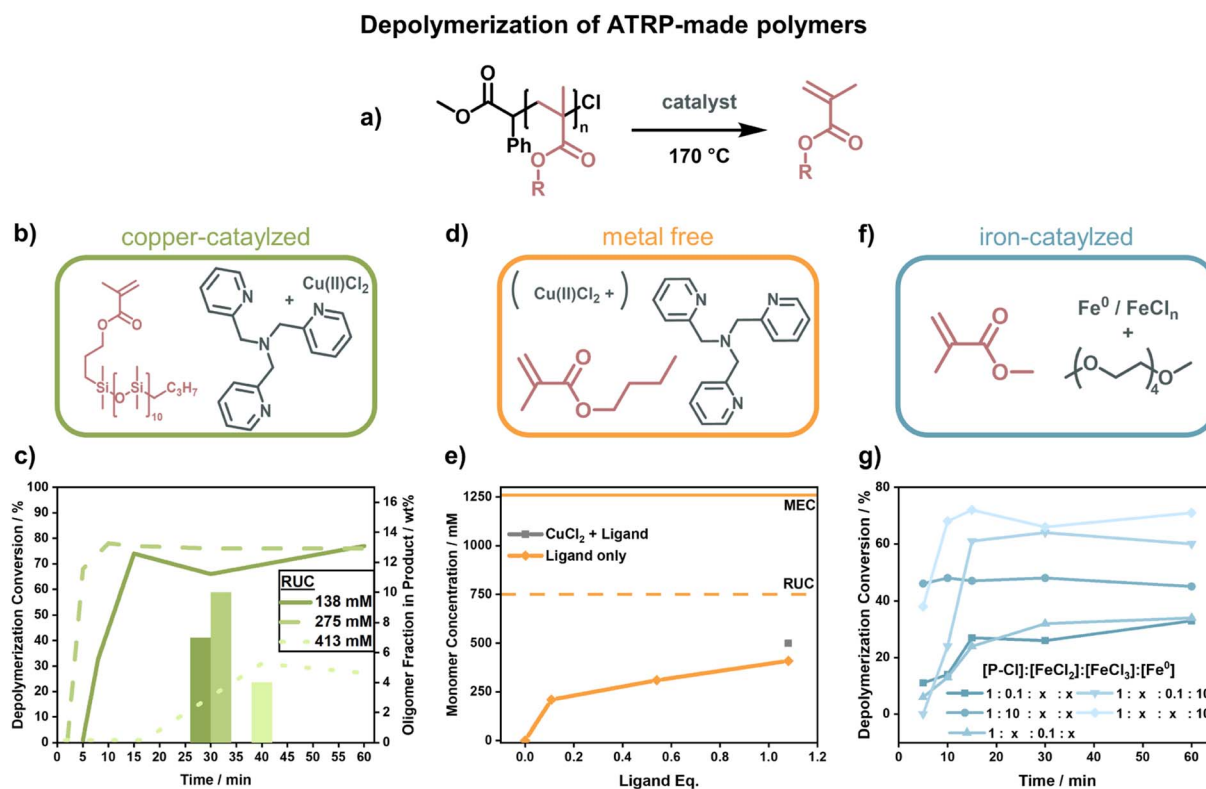 Depolymerization of ATRP-made polymers
a)
O
O
Cl
n
Ph
O
O
R
catalyst
170 °C
O
O
R
b) copper-cataylzed
O
O
Si
O
Si
C3H7
10
N
N
N
N
+ Cu(II)Cl2
d) metal free
( Cu(II)Cl2 + )
O
O
N
N
N
N
f) iron-cataylzed
O
O
Fe0 / FeCln
+
O
4
O
c)
Depolymerization Conversion / %
100
90
80
70
60
50
40
30
20
10
0
0 5 10 15 20 25 30 35 40 45 50 55 60
Time / min
16
14
12
10
8
6
4
2
0
Oligomer Fraction in Product / wt%
RUC
138 mM
275 mM
413 mM
e)
Monomer Concentration / mM
1250
1000
750
500
250
0
0.0 0.2 0.4 0.6 0.8 1.0 1.2
Ligand Eq.
MEC
CuCl2 + Ligand
Ligand only
RUC
g)
Depolymerization Conversion / %
80
60
40
20
0
0 10 20 30 40 50 60
Time / min
[P-Cl]:[FeCl2]:[FeCl3]:[Fe0]
1 : 0.1 : x : x
1 : x : 0.1 : 10
1 : 10 : x : x
1 : x : x : 10
1 : x : 0.1 : x